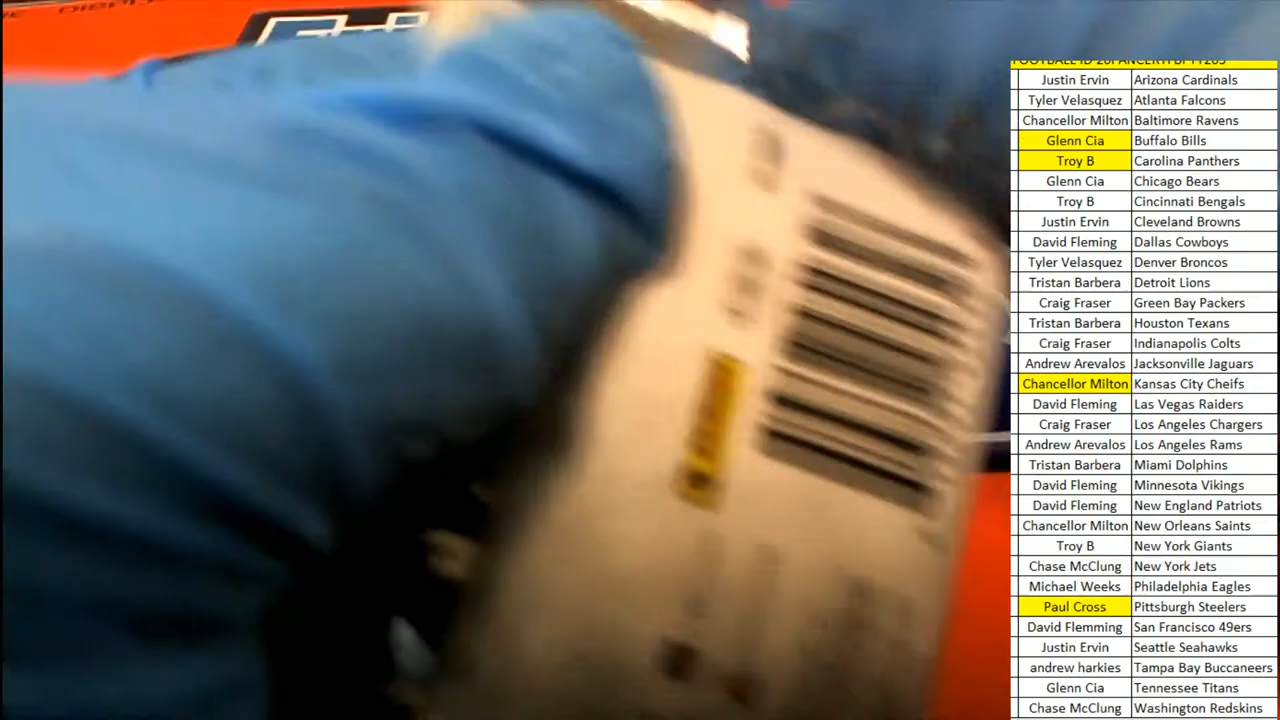 Justin Ervin Arizona Cardinals
Tyler Velasquez Atlanta Falcons
Chancellor Milton Baltimore Ravens
Glenn Cia Buffalo Bills
Troy B Carolina Panthers
Glenn Cia Chicago Bears
Troy B Cincinnati Bengals
Justin Ervin Cleveland Browns
David Fleming Dallas Cowboys
Tyler Velasquez Denver Broncos
Tristan Barbera Detroit Lions
Craig Fraser Green Bay Packers
Tristan Barbera Houston Texans
Craig Fraser Indianapolis Colts
Andrew Arevalos Jacksonville Jaguars
Chancellor Milton Kansas City Cheifs
David Fleming Las Vegas Raiders
Craig Fraser Los Angeles Chargers
Andrew Arevalos Los Angeles Rams
Tristan Barbera Miami Dolphins
David Fleming Minnesota Vikings
David Fleming New England Patriots
Chancellor Milton New Orleans Saints
Troy B New York Giants
Chase McClung New York Jets
Michael Weeks Philadelphia Eagles
Paul Cross Pittsburgh Steelers
David Flemming San Francisco 49ers
Justin Ervin Seattle Seahawks
andrew harkies Tampa Bay Buccaneers
Glenn Cia Tennessee Titans
Chase McClung Washington Redskins